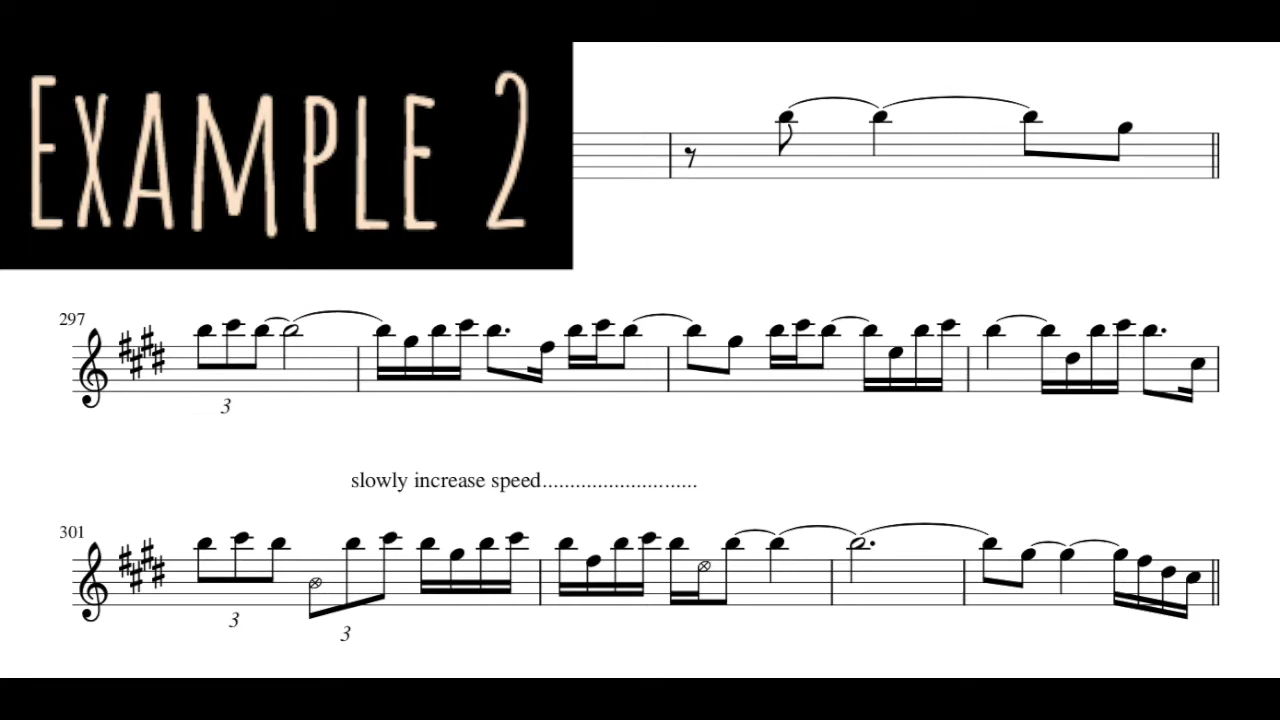 EXAMPLE 2
297
3
slowly increase speed............................
301
3
3